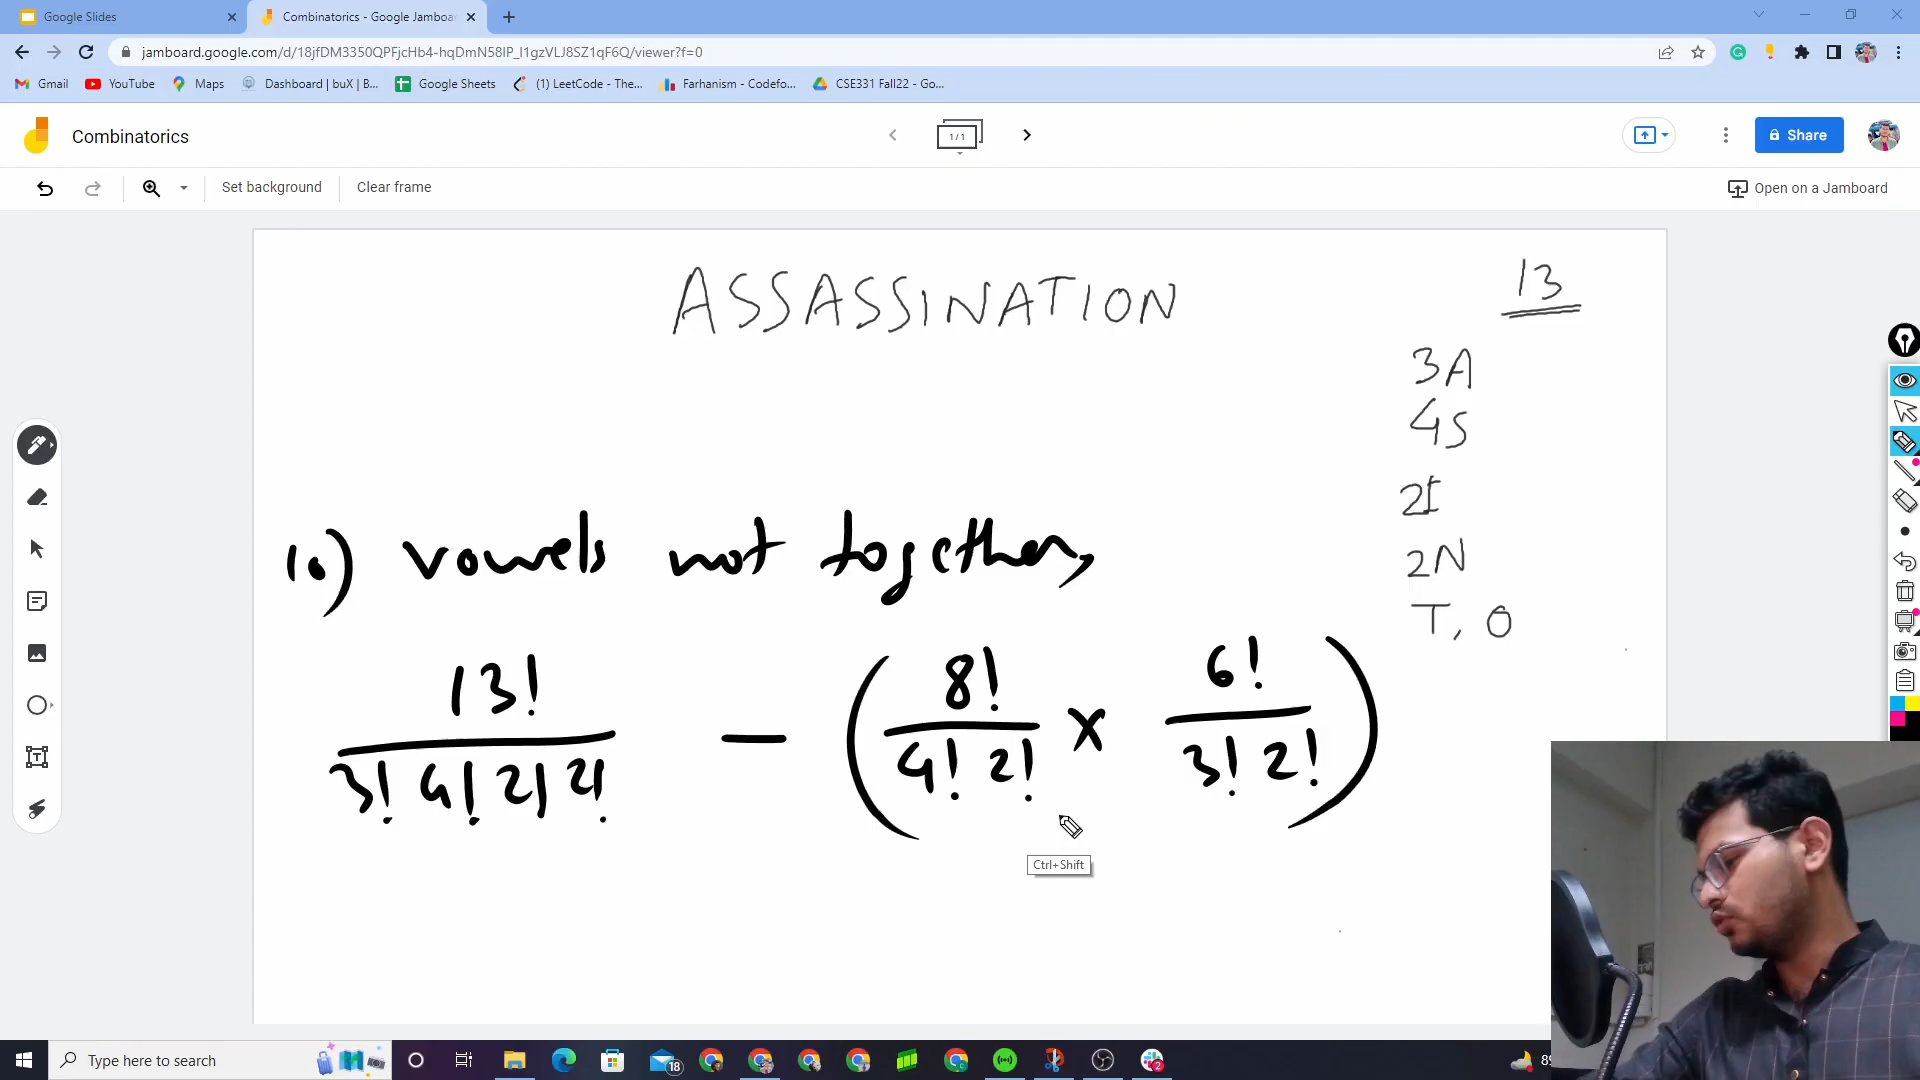 Google Slides
Combinatorics - Google Jamboar
jamboard.google.com/d/18jfDM3350QPFjcHb4-hqDmN58IP_I1gzVLJ8SZ1qF6Q/viewer?f=0
Gmail YouTube Maps Dashboard | buX | B... Google Sheets (1) LeetCode - The... Farhanism - Codefo... CSE331 Fall22 - Go...
Combinatorics
1 / 1
Share
Set background Clear frame
Open on a Jamboard
ASSASSINATION
13
3A
4S
2I
2N
T, O
10) vowels not together,
13! / 3! 4! 2! 2! − ( 8! / 4! 2! × 6! / 3! 2! )
Ctrl+Shift
Type here to search
18
2